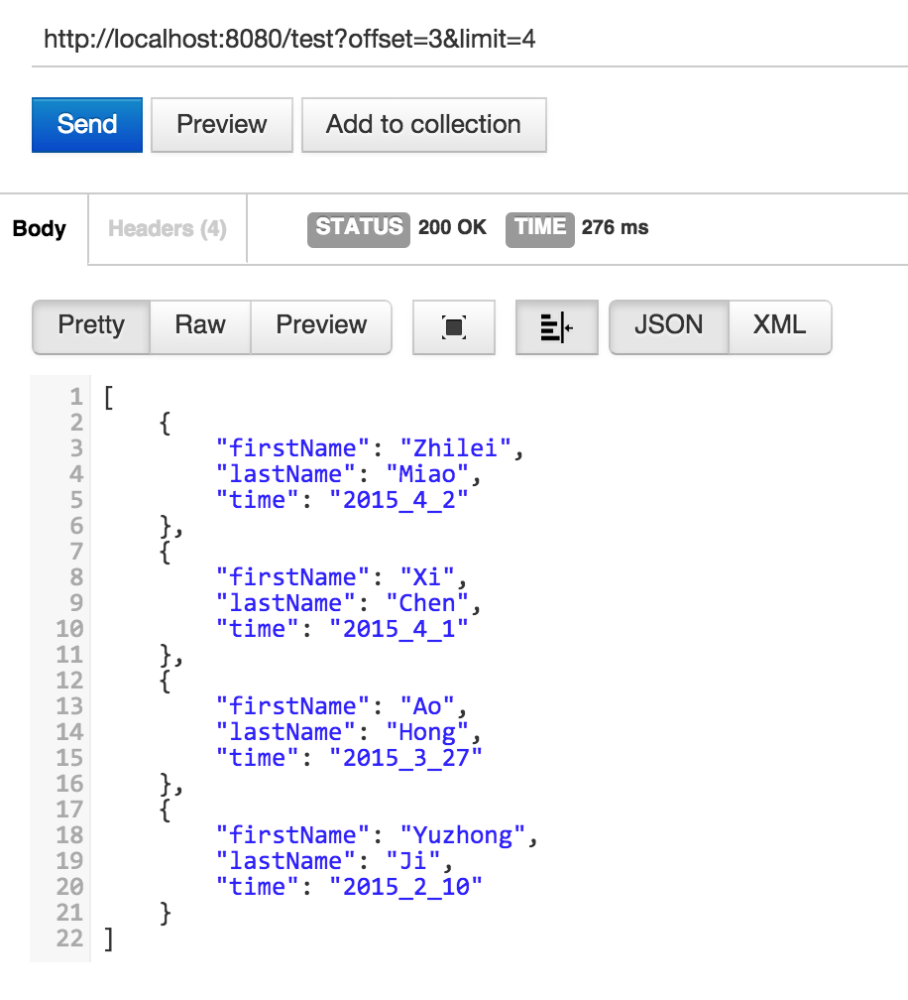 http://localhost:8080/test?offset=3&limit=4
Send Preview Add to collection
Body Headers (4) STATUS 200 OK TIME 276 ms
Pretty Raw Preview JSON XML
1 [
2 {
3 "firstName": "Zhilei",
4 "lastName": "Miao",
5 "time": "2015_4_2"
6 },
7 {
8 "firstName": "Xi",
9 "lastName": "Chen",
10 "time": "2015_4_1"
11 },
12 {
13 "firstName": "Ao",
14 "lastName": "Hong",
15 "time": "2015_3_27"
16 },
17 {
18 "firstName": "Yuzhong",
19 "lastName": "Ji",
20 "time": "2015_2_10"
21 }
22 ]